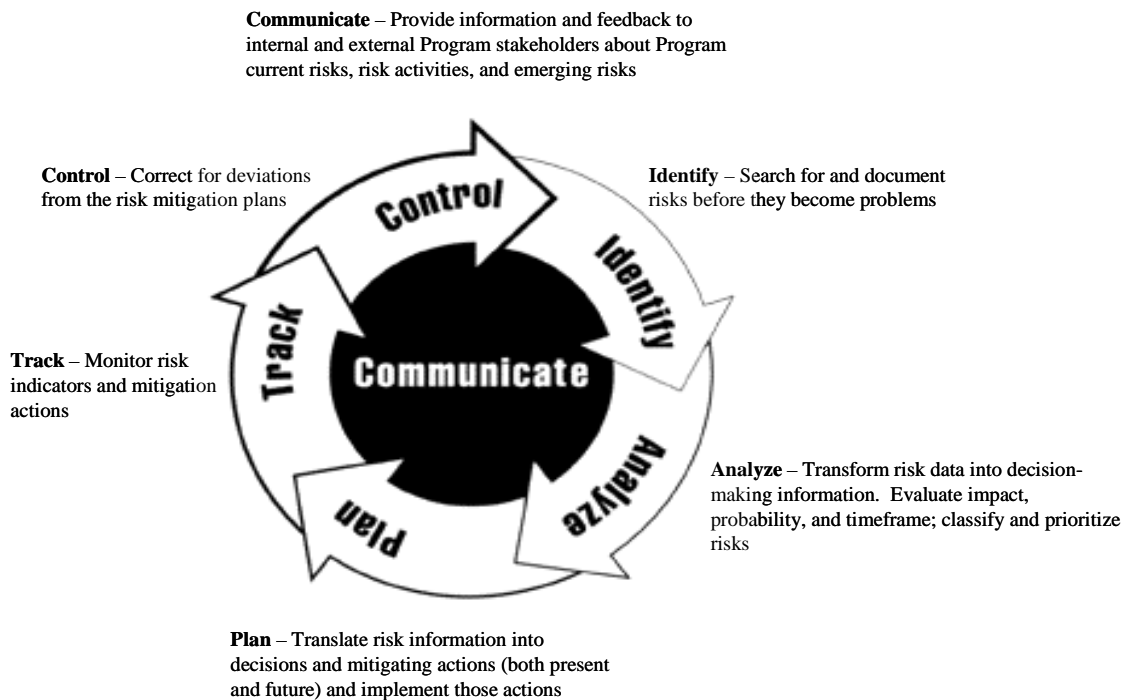 Communicate – Provide information and feedback to
internal and external Program stakeholders about Program
current risks, risk activities, and emerging risks
Control – Correct for deviations
from the risk mitigation plans
Identify – Search for and document
risks before they become problems
Control
Identify
Track
Communicate
Analyze
Plan
Track – Monitor risk
indicators and mitigation
actions
Analyze – Transform risk data into decision-
making information.  Evaluate impact,
probability, and timeframe; classify and prioritize
risks
Plan – Translate risk information into
decisions and mitigating actions (both present
and future) and implement those actions